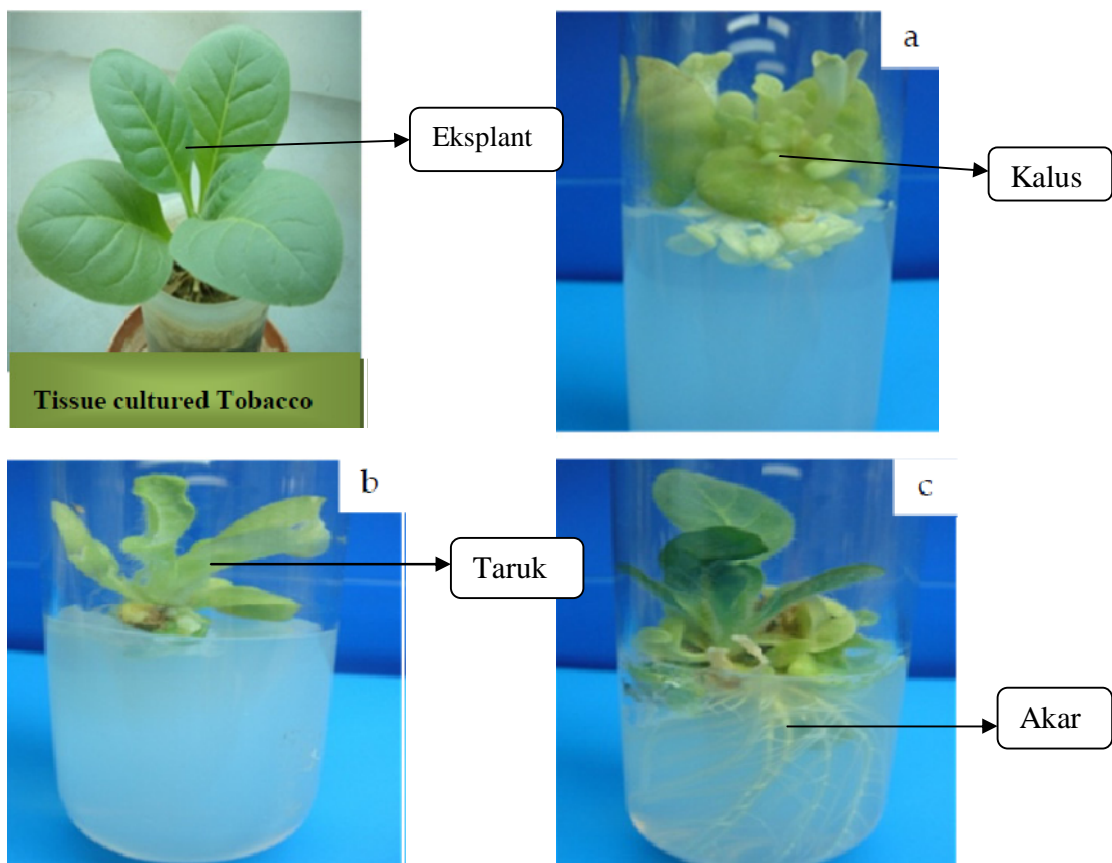 Eksplant
Tissue cultured Tobacco
a
Kalus
b
Taruk
c
Akar